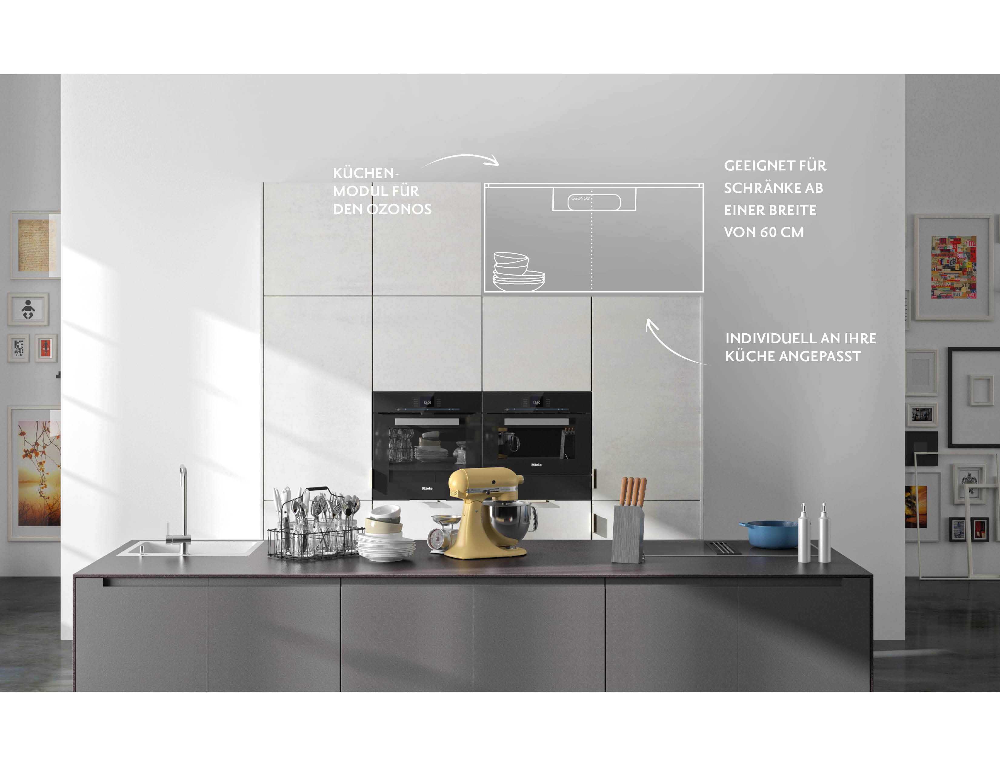 KÜCHEN-
MODUL FÜR
DEN OZONOS
OZONOS
GEEIGNET FÜR
SCHRÄNKE AB
EINER BREITE
VON 60 CM
INDIVIDUELL AN IHRE
KÜCHE ANGEPASST
12:00
12:00
Miele
Miele